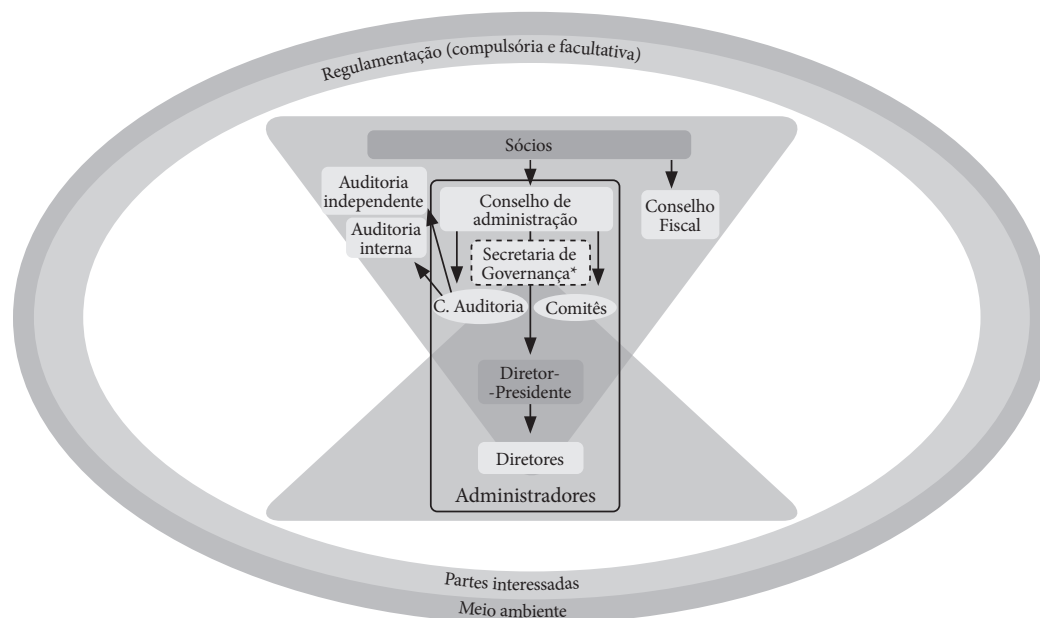 Regulamentação (compulsória e facultativa)
Sócios
Auditoria
independente
Auditoria
interna
Conselho de
administração
Conselho
Fiscal
Secretaria de
Governança*
C. Auditoria
Comitês
Diretor-
-Presidente
Diretores
Administradores
Partes interessadas
Meio ambiente